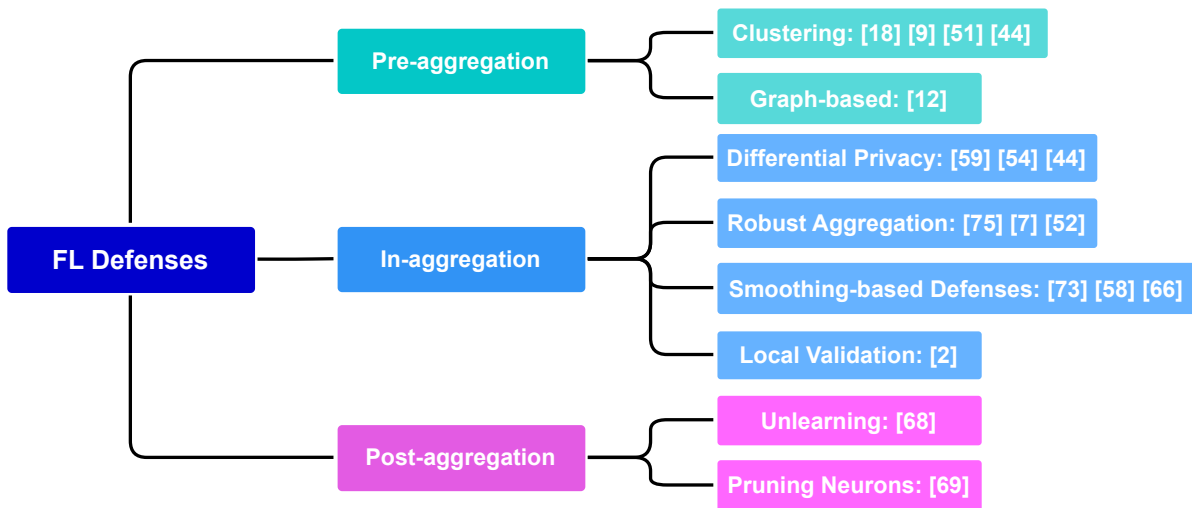 FL Defenses
Pre-aggregation
Clustering: [18] [9] [51] [44]
Graph-based: [12]
In-aggregation
Differential Privacy: [59] [54] [44]
Robust Aggregation: [75] [7] [52]
Smoothing-based Defenses: [73] [58] [66]
Local Validation: [2]
Post-aggregation
Unlearning: [68]
Pruning Neurons: [69]